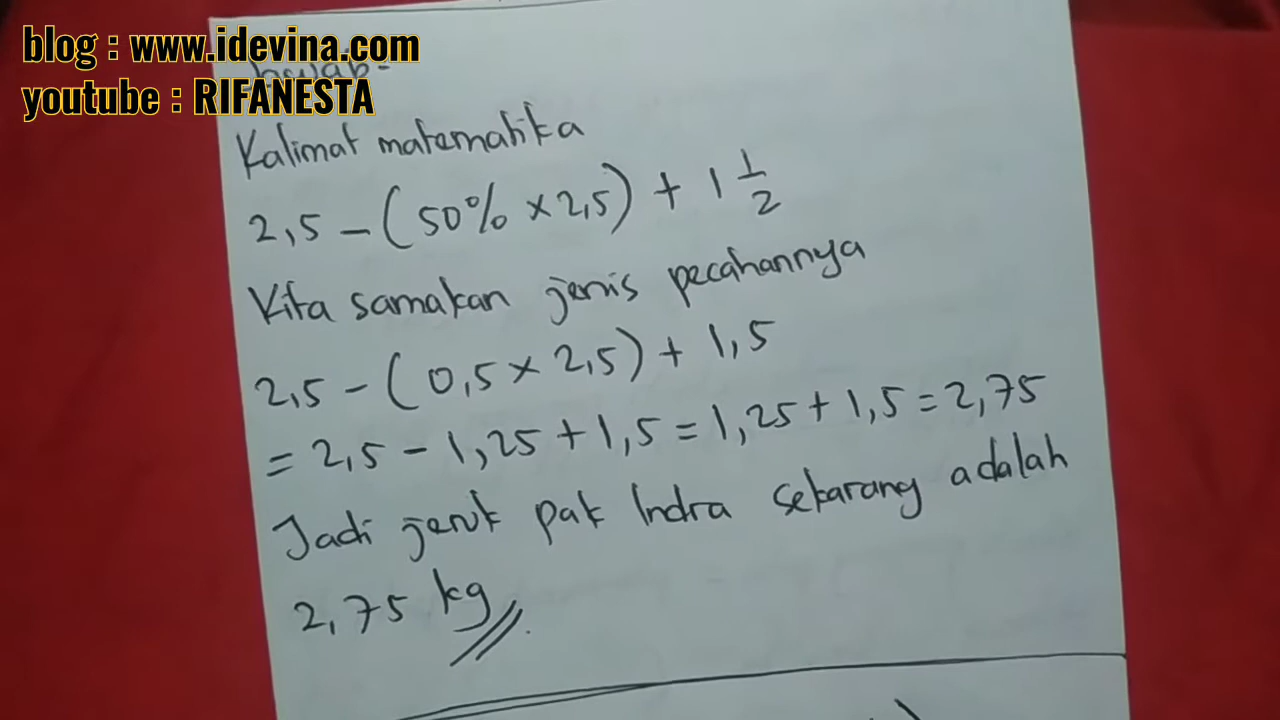 blog : www.idevina.com
youtube : RIFANESTA
Kalimat matematika
2,5 - (50% × 2,5) + 1 1/2
Kita samakan jenis pecahannya
2,5 - (0,5 × 2,5) + 1,5
= 2,5 - 1,25 + 1,5 = 1,25 + 1,5 = 2,75
Jadi jeruk pak Indra sekarang adalah
2,75 kg